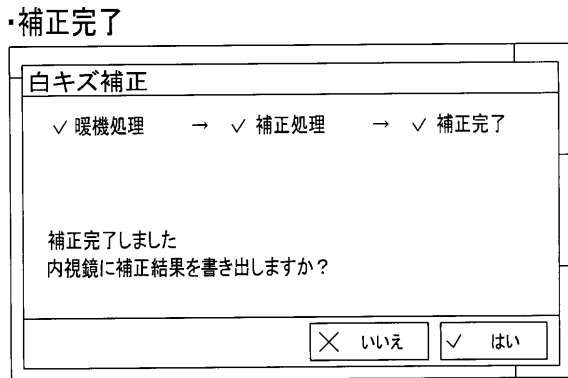 ・補正完了
白キズ補正
✓ 暖機処理 → ✓ 補正処理 → ✓ 補正完了
補正完了しました
内視鏡に補正結果を書き出しますか？
╳ いいえ ✓ はい